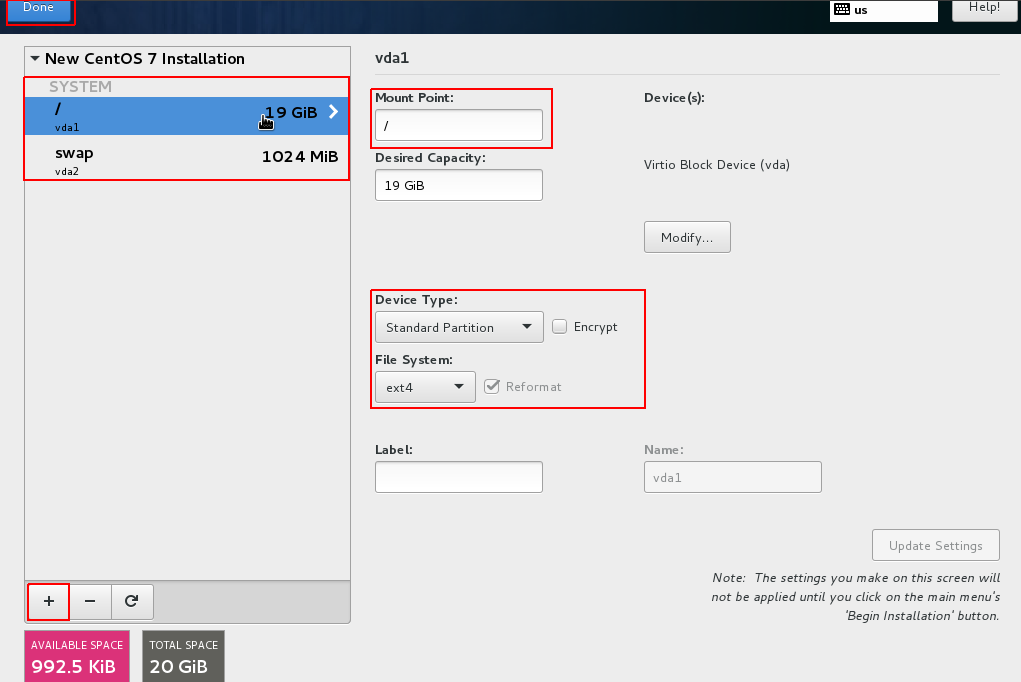 Done
us
Help!
New CentOS 7 Installation
SYSTEM
/
19 GiB
vda1
swap
1024 MiB
vda2
+
-
AVAILABLE SPACE
992.5 KiB
TOTAL SPACE
20 GiB
vda1
Mount Point:
/
Desired Capacity:
19 GiB
Device(s):
Virtio Block Device (vda)
Modify...
Device Type:
Standard Partition
Encrypt
File System:
ext4
Reformat
Label:
Name:
vda1
Update Settings
Note:  The settings you make on this screen will
not be applied until you click on the main menu's
'Begin Installation' button.